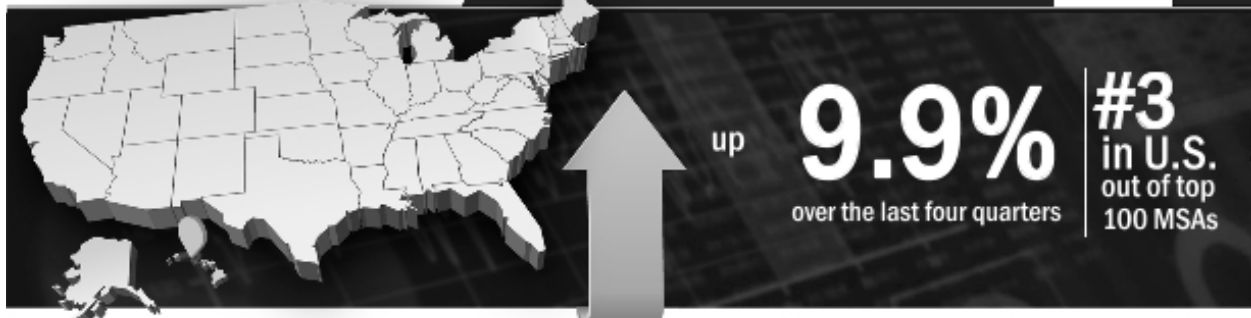 up
9.9%
over the last four quarters
#3
in U.S.
out of top
100 MSAs